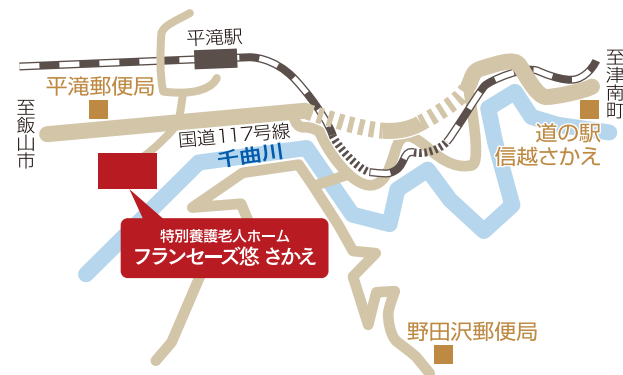 平滝駅
至津南町
平滝郵便局
至飯山市
国道117号線
道の駅
信越さかえ
千曲川
特別養護老人ホーム
フランセーズ悠 さかえ
野田沢郵便局